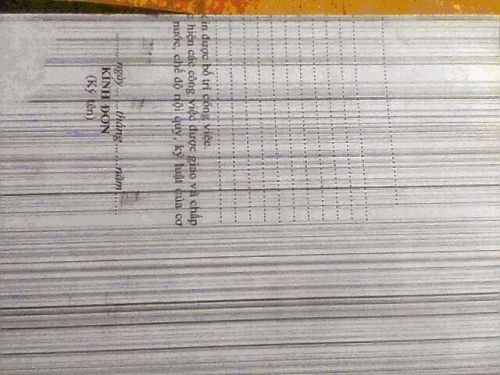 ...............................................
...............................................
...............................................
...............................................
...............................................
...............................................
...............................................
...............................................
...............................................
...............................................
...............................................
được bố trí công việc.
hiện các công việc được giao và chấp
nước, chế độ nội quy, kỷ luật của cơ
......, ngày......tháng......năm......
KÍNH ĐƠN
(Ký tên)